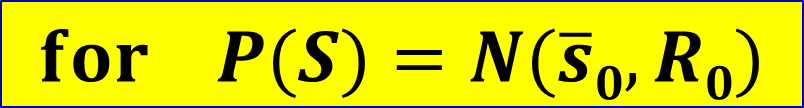 for P(S) = N(s̅₀, R₀)